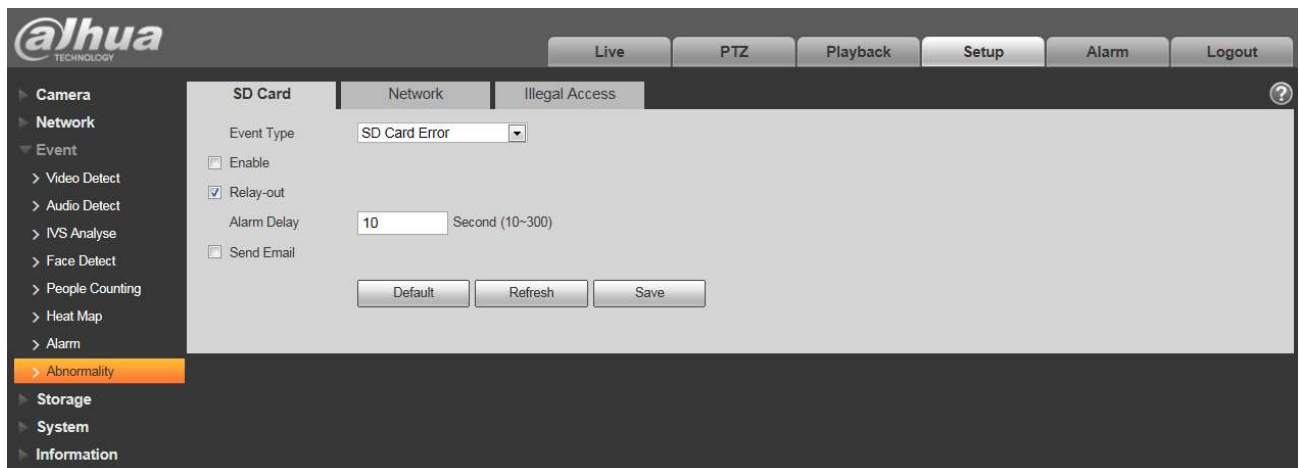 alhua
TECHNOLOGY
Live PTZ Playback Setup Alarm Logout
Camera
Network
Event
> Video Detect
> Audio Detect
> IVS Analyse
> Face Detect
> People Counting
> Heat Map
> Alarm
> Abnormality
Storage
System
Information
SD Card Network Illegal Access ?
Event Type SD Card Error
Enable
Relay-out
Alarm Delay 10 Second (10~300)
Send Email
Default Refresh Save